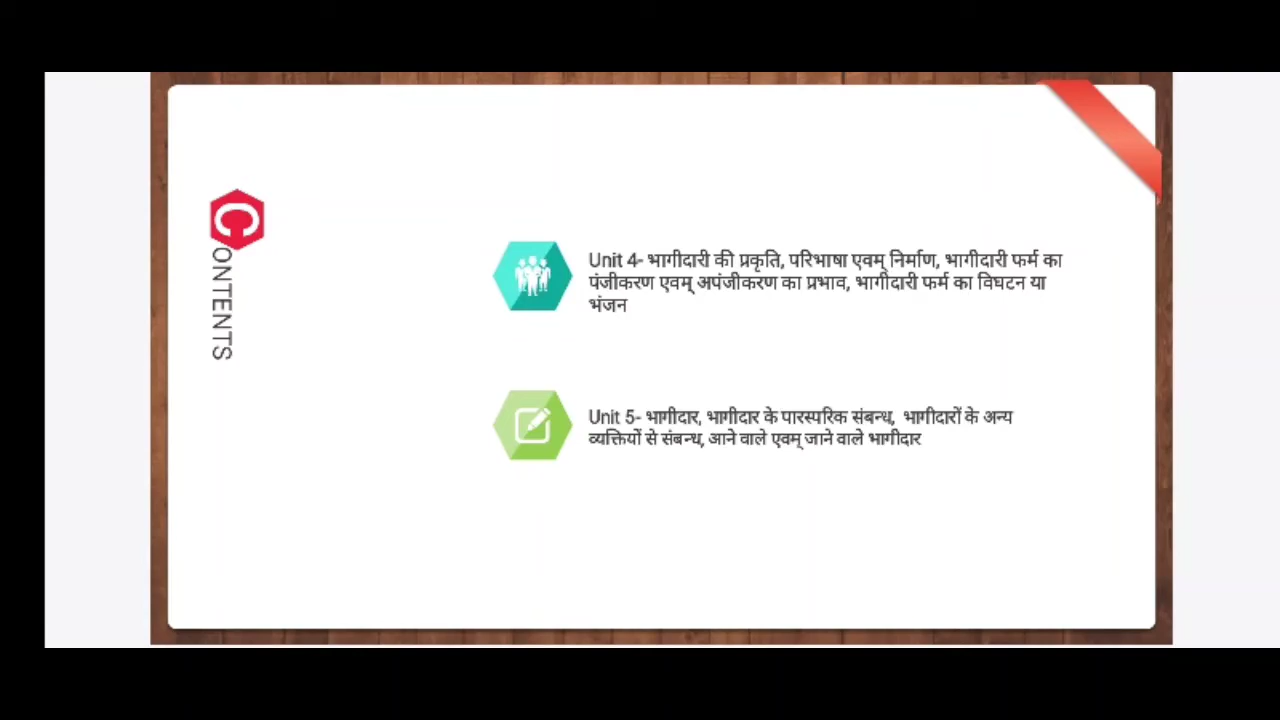 CONTENTS
Unit 4- भागीदारी की प्रकृति, परिभाषा एवम् निर्माण, भागीदारी फर्म का
पंजीकरण एवम् अपंजीकरण का प्रभाव, भागीदारी फर्म का विघटन या
भंजन
Unit 5- भागीदार, भागीदार के पारस्परिक संबन्ध, भागीदारों के अन्य
व्यक्तियों से संबन्ध, आने वाले एवम् जाने वाले भागीदार